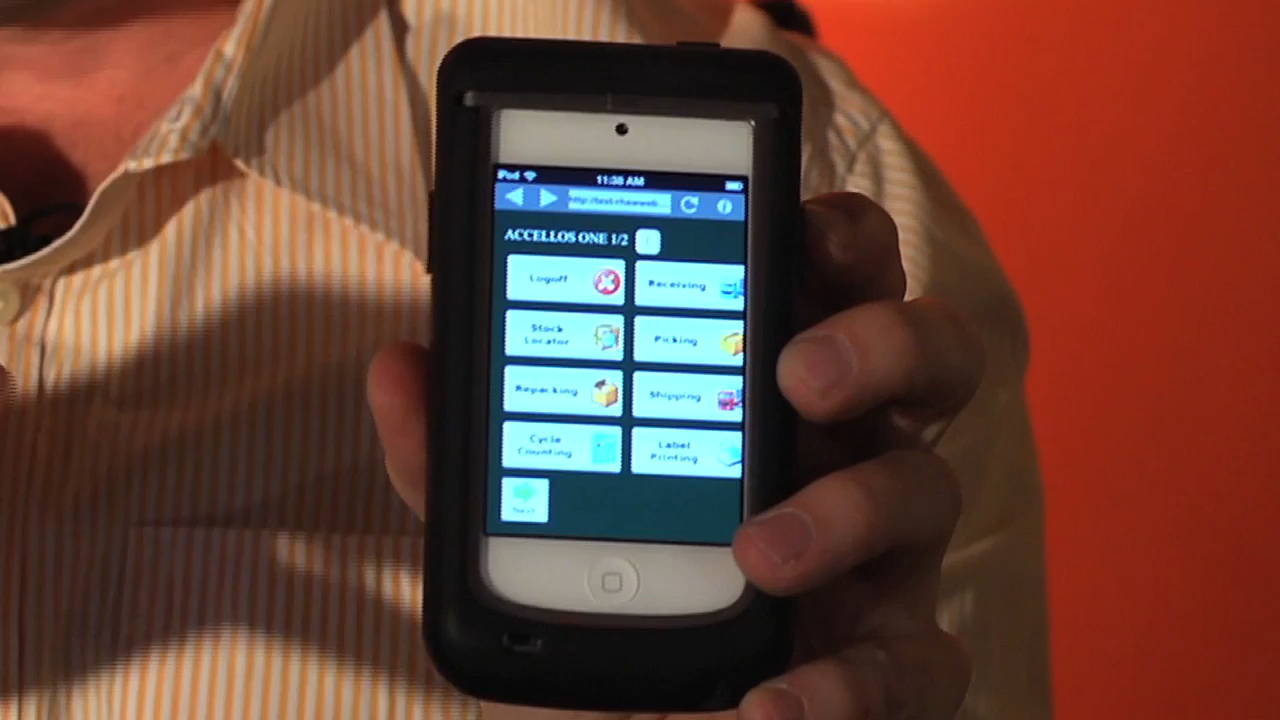 iPod 11:38 AM
ACCELLOS ONE 1/2
Logoff
Receiving
Stock
Locator
Picking
Repacking
Shipping
Cycle
Counting
Label
Printing
Next